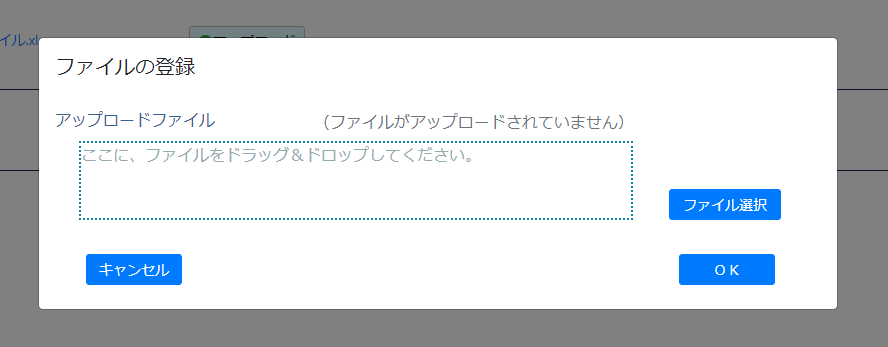 イル.xl
ファイルの登録
アップロードファイル (ファイルがアップロードされていません)
ここに、ファイルをドラッグ＆ドロップしてください。
ファイル選択
キャンセル ＯＫ